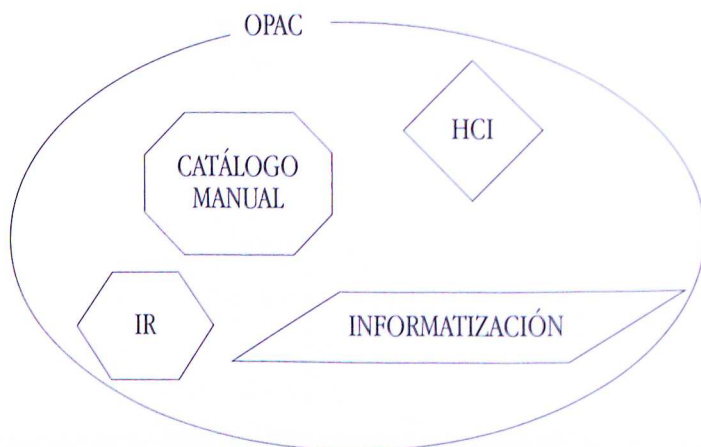 OPAC
HCI
CATÁLOGO
MANUAL
IR
INFORMATIZACIÓN